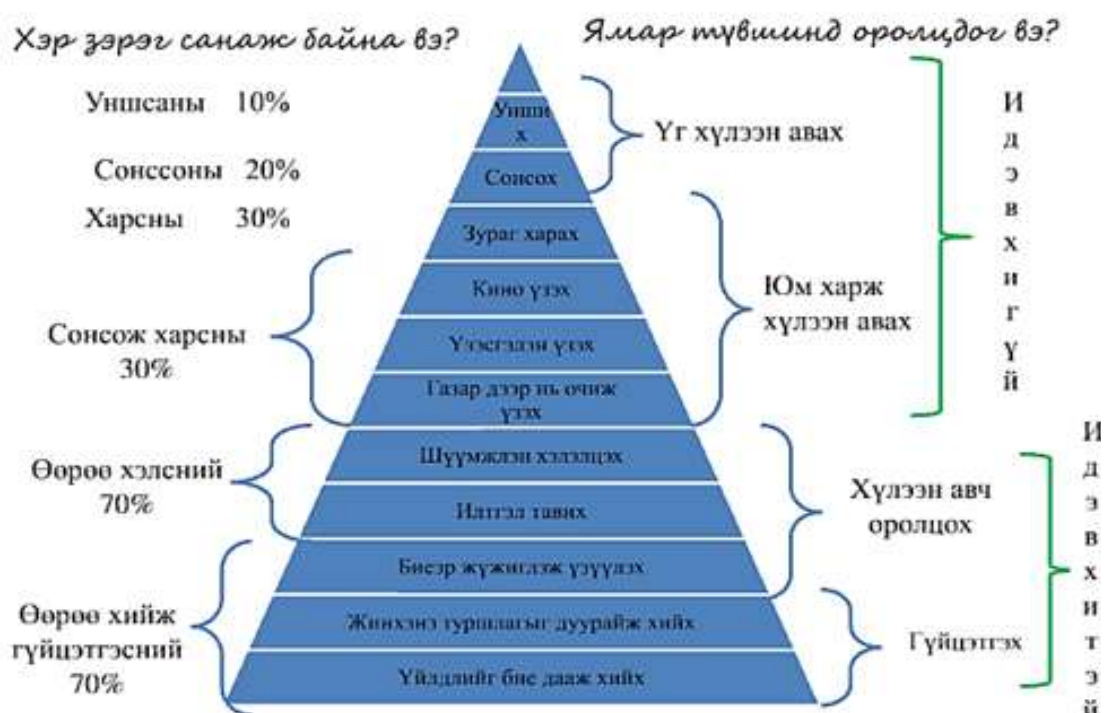 Хэр зэрэг санаж байна вэ?
Ямар түвшинд оролцдог вэ?
Уншсаны 10%
Сонссоны 20%
Харсны 30%
Сонсож харсны
30%
Өөрөө хэлсний
70%
Өөрөө хийж
гүйцэтгэсний
70%
Унши
х
Сонсох
Зураг харах
Кино үзэх
Үзэсгэлэн үзэх
Газар дээр нь очиж
үзэх
Шүүмжлэн хэлэлцэх
Илтгэл тавих
Биеэр жүжиглэж үзүүлэх
Жинхэнэ туршлагыг дуурайж хийх
Үйлдлийг бие дааж хийх
Үг хүлээн авах
Юм харж
хүлээн авах
Хүлээн авч
оролцох
Гүйцэтгэх
И
д
э
в
х
и
г
ү
й
И
д
э
в
х
и
т
э
й